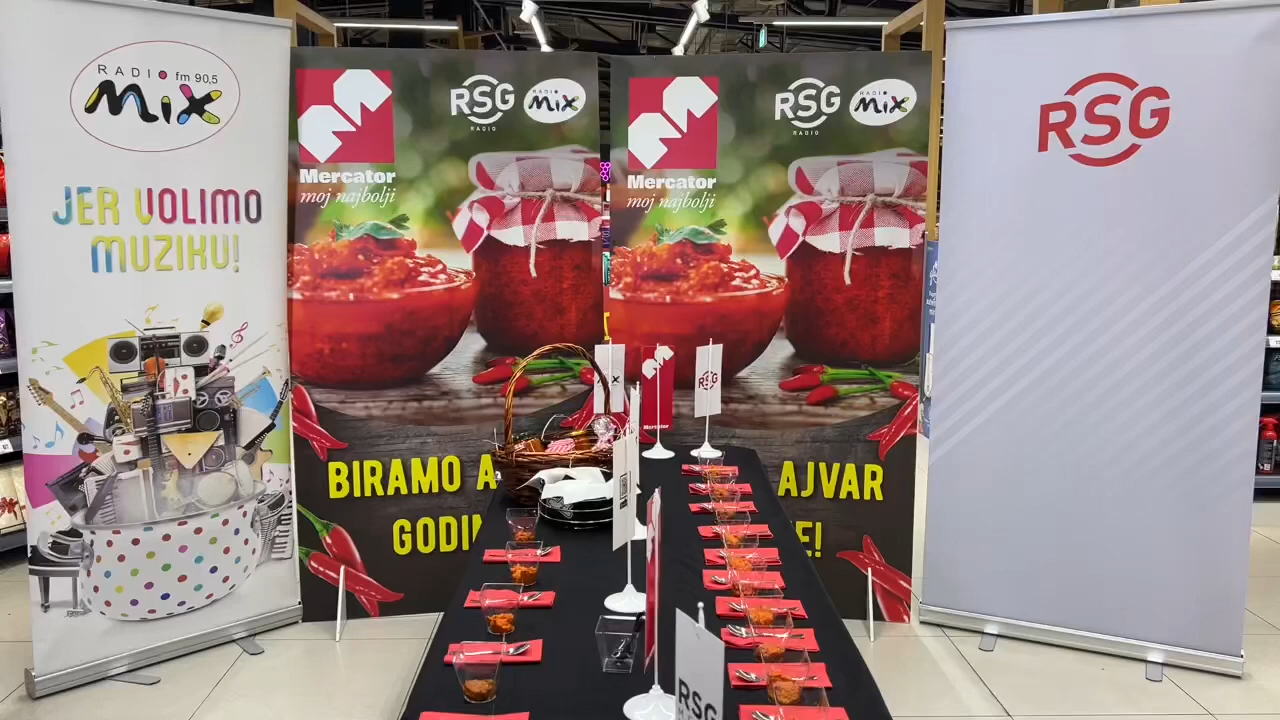 RADIO fm 90,5
MiX
JER VOLIMO
MUZIKU!
Mercator
moj najbolji
RSG
RADIO
RADIO
MiX
BIRAMO A
GODI
Mercator
moj najbolji
RSG
RADIO
RADIO
MiX
AJVAR
E!
RSG
Mercator
RSG
RSG